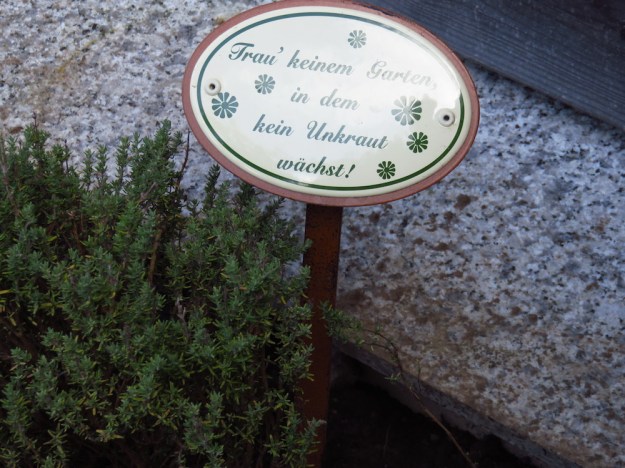 Trau' keinem Garten,
in dem
kein Unkraut
wächst!